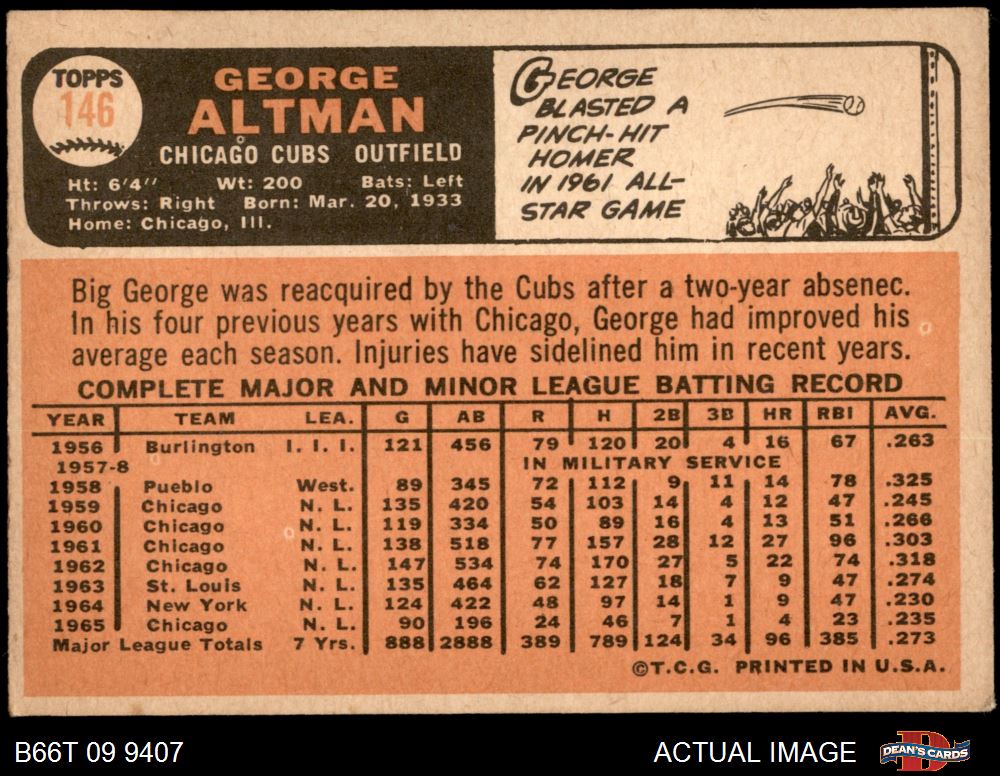 TOPPS
146
GEORGE
ALTMAN
CHICAGO CUBS OUTFIELD
Ht: 6'4" Wt: 200 Bats: Left
Throws: Right Born: Mar. 20, 1933
Home: Chicago, Ill.
GEORGE
BLASTED A
PINCH-HIT
HOMER
IN 1961 ALL-
STAR GAME
Big George was reacquired by the Cubs after a two-year absenec.
In his four previous years with Chicago, George had improved his
average each season. Injuries have sidelined him in recent years.
COMPLETE MAJOR AND MINOR LEAGUE BATTING RECORD
YEAR TEAM LEA. G AB R H 2B 3B HR RBI AVG.
1956 Burlington I. I. I. 121 456 79 120 20 4 16 67 .263
1957-8 IN MILITARY SERVICE
1958 Pueblo West. 89 345 72 112 9 11 14 78 .325
1959 Chicago N. L. 135 420 54 103 14 4 12 47 .245
1960 Chicago N. L. 119 334 50 89 16 4 13 51 .266
1961 Chicago N. L. 138 518 77 157 28 12 27 96 .303
1962 Chicago N. L. 147 534 74 170 27 5 22 74 .318
1963 St. Louis N. L. 135 464 62 127 18 7 9 47 .274
1964 New York N. L. 124 422 48 97 14 1 9 47 .230
1965 Chicago N. L. 90 196 24 46 7 1 4 23 .235
Major League Totals 7 Yrs. 888 2888 389 789 124 34 96 385 .273
©T.C.G. PRINTED IN U.S.A.
B66T 09 9407 ACTUAL IMAGE DEAN'S CARDS